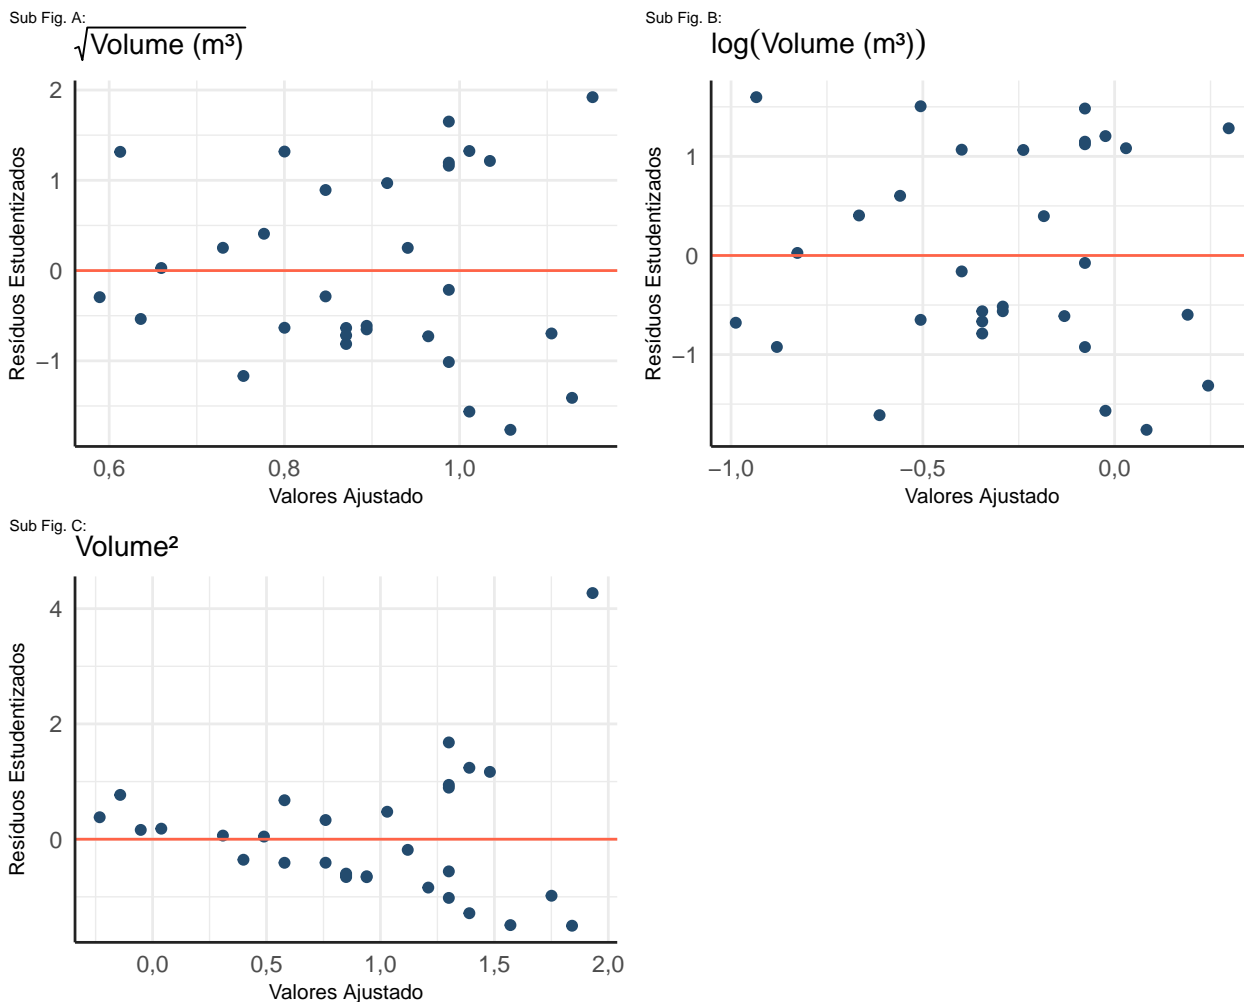 Sub Fig. A:
√Volume (m³)
Resíduos Estudentizados
2
1
0
−1
0,6
0,8
1,0
Valores Ajustado
Sub Fig. B:
log(Volume (m³))
Resíduos Estudentizados
1
0
−1
−1,0
−0,5
0,0
Valores Ajustado
Sub Fig. C:
Volume²
Resíduos Estudentizados
4
2
0
0,0
0,5
1,0
1,5
2,0
Valores Ajustado